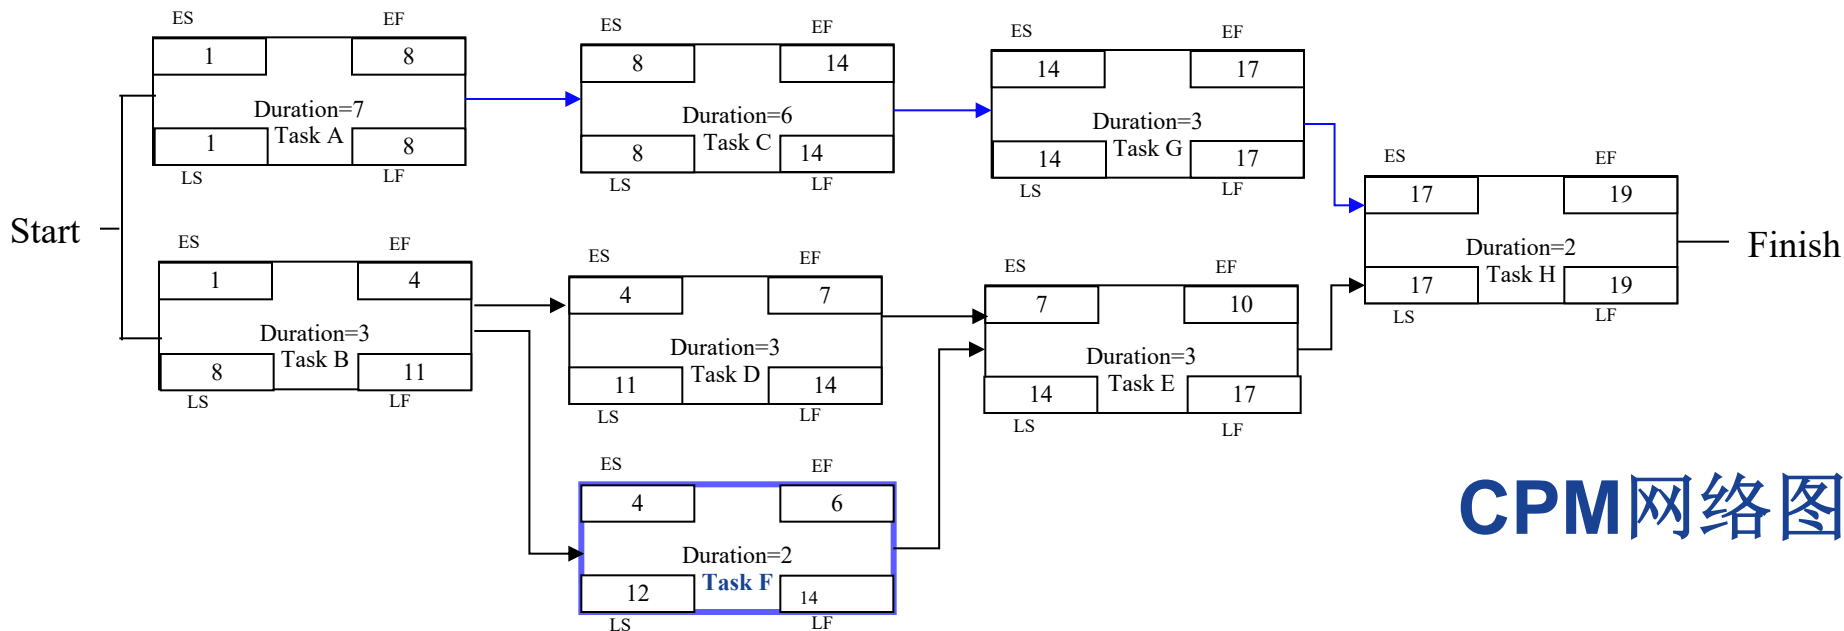 ES EF
1 8
Duration=7
Task A
1 8
LS LF
ES EF
8 14
Duration=6
Task C
8 14
LS LF
ES EF
14 17
Duration=3
Task G
14 17
LS LF
ES EF
17 19
Duration=2
Task H
17 19
LS LF
Start
Finish
ES EF
1 4
Duration=3
Task B
8 11
LS LF
ES EF
4 7
Duration=3
Task D
11 14
LS LF
ES EF
7 10
Duration=3
Task E
14 17
LS LF
ES EF
4 6
Duration=2
Task F
12 14
LS LF
CPM网络图